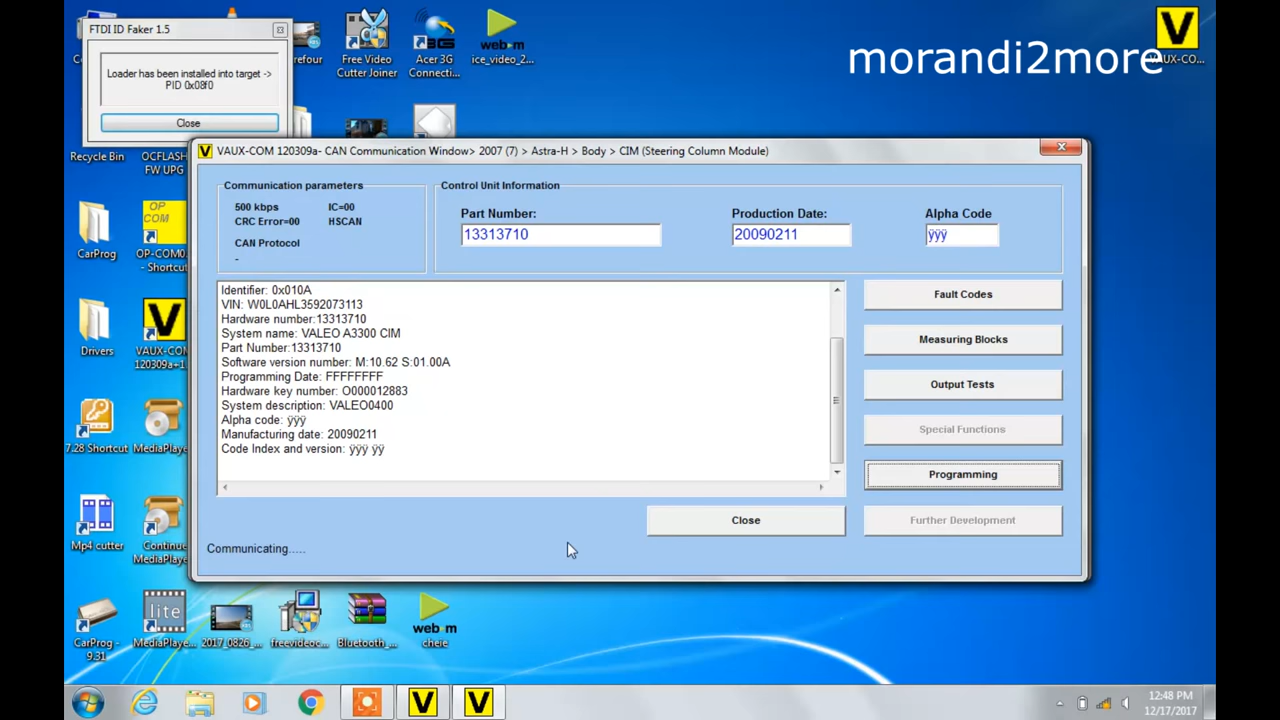 FTDI ID Faker 1.5
Loader has been installed into target ->
PID 0x08f0
Close
refour
Free Video
Cutter Joiner
Acer 3G
Connecti...
webm
ice_video_2...
morandi2more
VAUX-CO...
Recycle Bin
OCFLASH
FW UPG
VAUX-COM 120309a- CAN Communication Window> 2007 (7) > Astra-H > Body > CIM (Steering Column Module)
Communication parameters
500 kbps
IC=00
CRC Error=00
HSCAN
CAN Protocol
-
Control Unit Information
Part Number:
13313710
Production Date:
20090211
Alpha Code
ÿÿÿ
Identifier: 0x010A
VIN: W0L0AHL3592073113
Hardware number:13313710
System name: VALEO A3300 CIM
Part Number:13313710
Software version number: M:10.62 S:01.00A
Programming Date: FFFFFFFF
Hardware key number: O000012883
System description: VALEO0400
Alpha code: ÿÿÿ
Manufacturing date: 20090211
Code Index and version: ÿÿÿ ÿÿ
Fault Codes
Measuring Blocks
Output Tests
Special Functions
Programming
Further Development
Close
Communicating.....
CarProg
OP COM
OP-COM0...
- Shortcut
Drivers
VAUX-COM
120309a+1...
7.28 Shortcut
MediaPlaye...
Mp4 cutter
Continue
MediaPlaye...
CarProg -
9.31
lite
MediaPlaye...
2017_0826_...
freevideoc...
Bluetooth_...
webm
cheie
12:48 PM
12/17/2017